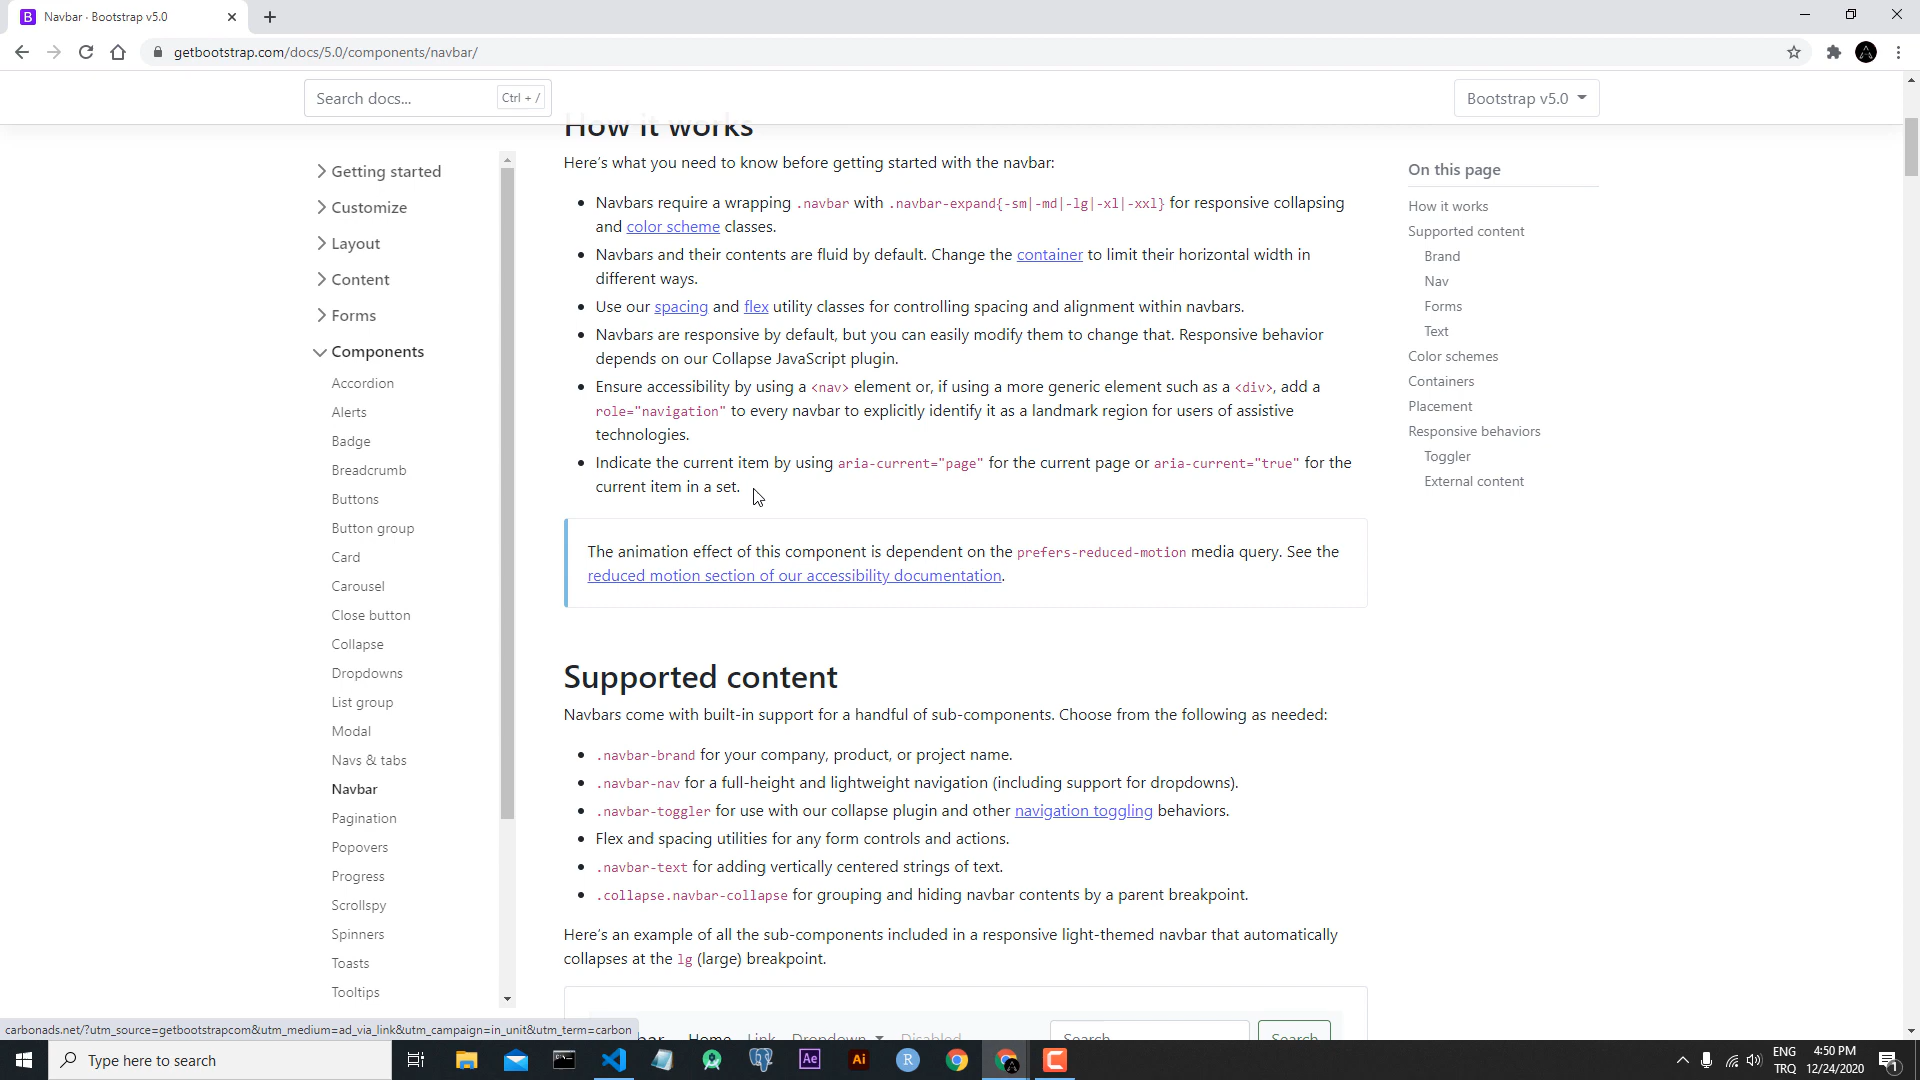 Navbar · Bootstrap v5.0
getbootstrap.com/docs/5.0/components/navbar/
Search docs...
Ctrl + /
Bootstrap v5.0
Getting started
Customize
Layout
Content
Forms
Components
Accordion
Alerts
Badge
Breadcrumb
Buttons
Button group
Card
Carousel
Close button
Collapse
Dropdowns
List group
Modal
Navs & tabs
Navbar
Pagination
Popovers
Progress
Scrollspy
Spinners
Toasts
Tooltips
How it works
Here's what you need to know before getting started with the navbar:
Navbars require a wrapping .navbar with .navbar-expand{-sm|-md|-lg|-xl|-xxl} for responsive collapsing
and color scheme classes.
Navbars and their contents are fluid by default. Change the container to limit their horizontal width in
different ways.
Use our spacing and flex utility classes for controlling spacing and alignment within navbars.
Navbars are responsive by default, but you can easily modify them to change that. Responsive behavior
depends on our Collapse JavaScript plugin.
Ensure accessibility by using a <nav> element or, if using a more generic element such as a <div>, add a
role="navigation" to every navbar to explicitly identify it as a landmark region for users of assistive
technologies.
Indicate the current item by using aria-current="page" for the current page or aria-current="true" for the
current item in a set.
The animation effect of this component is dependent on the prefers-reduced-motion media query. See the
reduced motion section of our accessibility documentation.
Supported content
Navbars come with built-in support for a handful of sub-components. Choose from the following as needed:
.navbar-brand for your company, product, or project name.
.navbar-nav for a full-height and lightweight navigation (including support for dropdowns).
.navbar-toggler for use with our collapse plugin and other navigation toggling behaviors.
Flex and spacing utilities for any form controls and actions.
.navbar-text for adding vertically centered strings of text.
.collapse.navbar-collapse for grouping and hiding navbar contents by a parent breakpoint.
Here's an example of all the sub-components included in a responsive light-themed navbar that automatically
collapses at the lg (large) breakpoint.
Home Link Dropdown Disabled
Search
Search
On this page
How it works
Supported content
Brand
Nav
Forms
Text
Color schemes
Containers
Placement
Responsive behaviors
Toggler
External content
carbonads.net/?utm_source=getbootstrapcom&utm_medium=ad_via_link&utm_campaign=in_unit&utm_term=carbon
Type here to search
Ae
Ai
R
ENG
TRQ
4:50 PM
12/24/2020
1